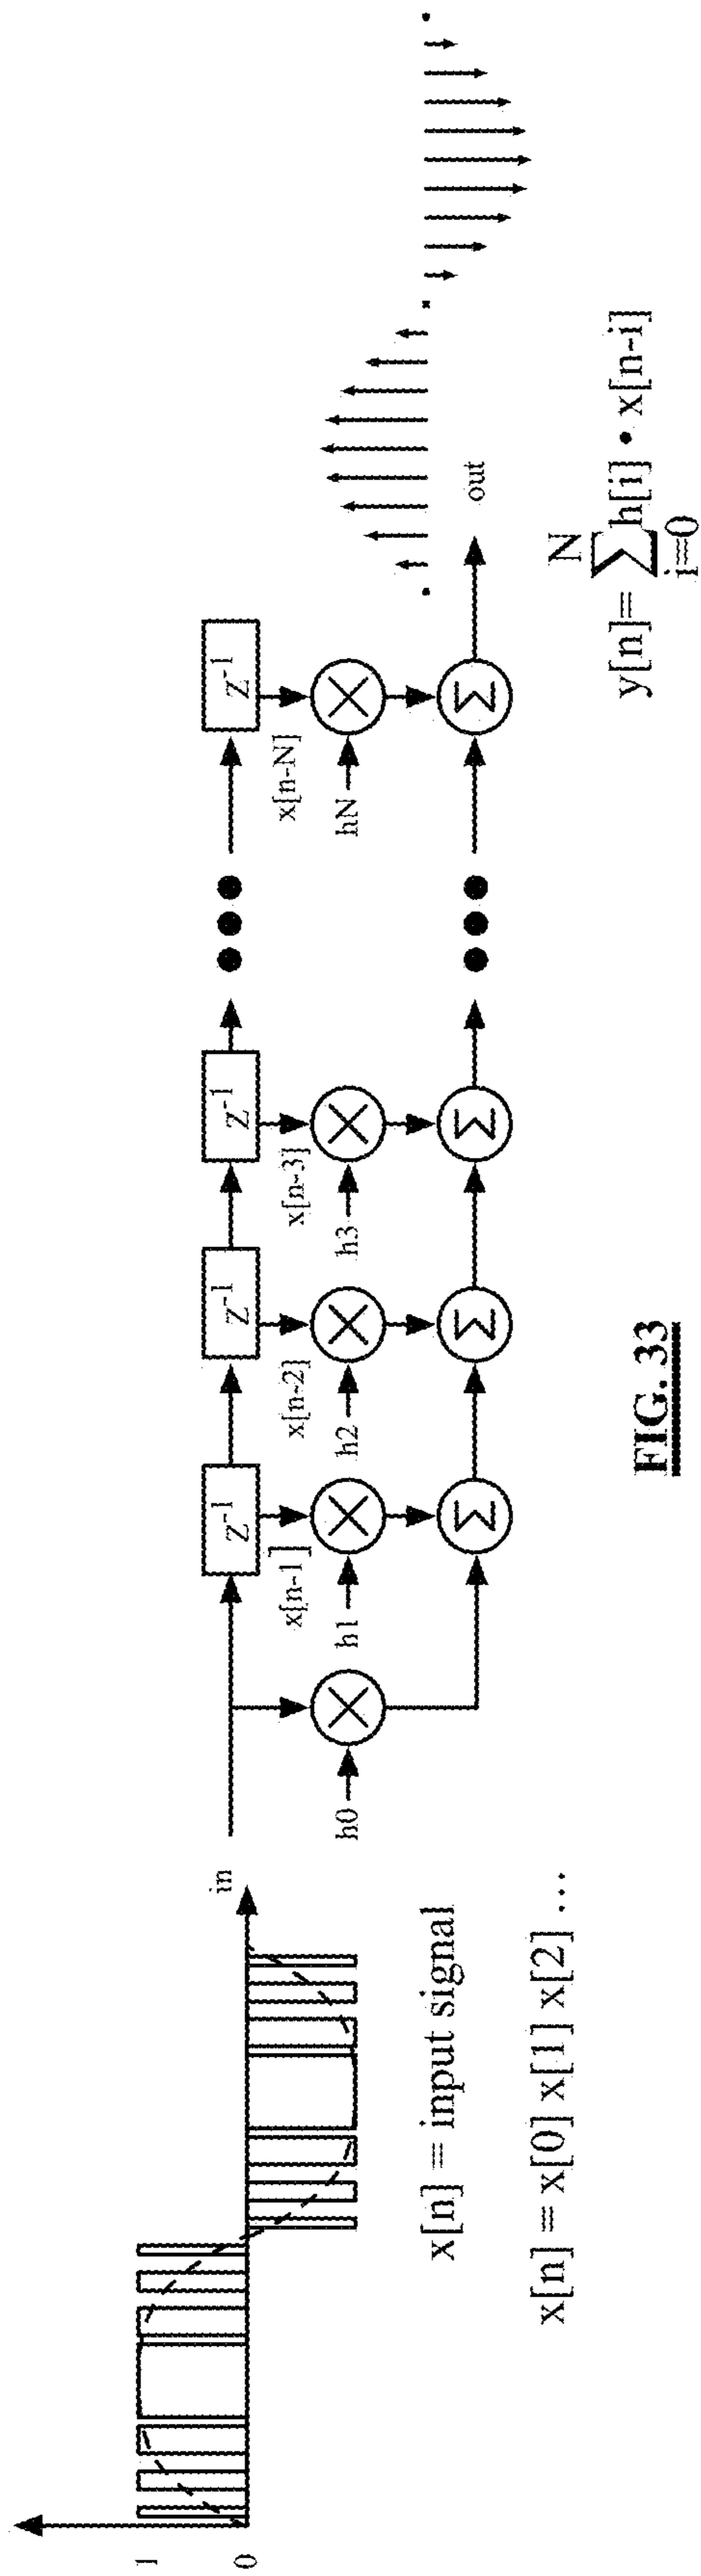 1
0
in
x[n] = input signal
x[n] = x[0] x[1] x[2] ...
h0
h1
x[n-1]
z⁻¹
Σ
h2
x[n-2]
z⁻¹
Σ
h3
x[n-3]
z⁻¹
Σ
hN
x[n-N]
z⁻¹
Σ
out
N
y[n]= Σ h[i] • x[n-i]
i=0
FIG. 33